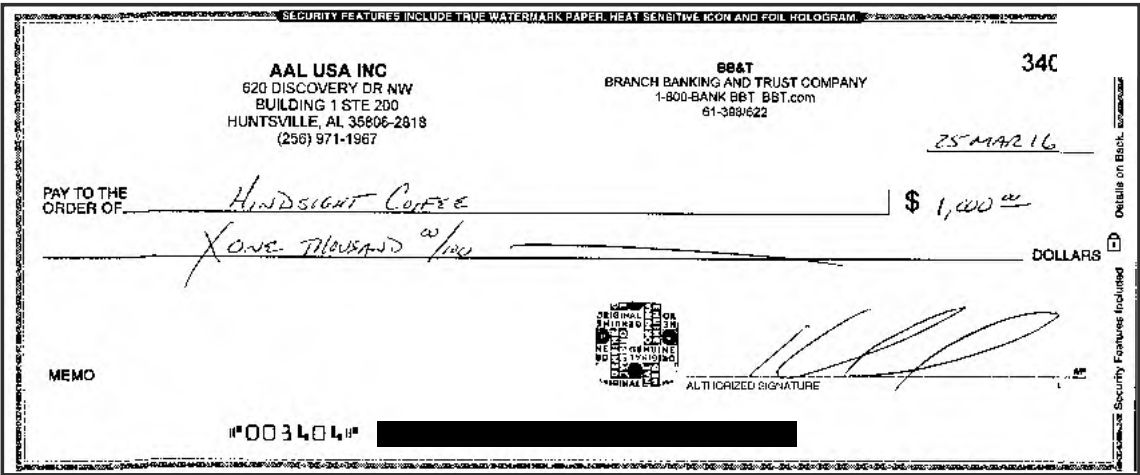 SECURITY FEATURES INCLUDE TRUE WATERMARK PAPER, HEAT SENSITIVE ICON AND FOIL HOLOGRAM.
340
AAL USA INC
620 DISCOVERY DR NW
BUILDING 1 STE 200
HUNTSVILLE, AL 35806-2818
(256) 971-1967
BB&T
BRANCH BANKING AND TRUST COMPANY
1-800-BANK BBT BBT.com
61-398/622
25 MAR 16
PAY TO THE
ORDER OF HINDSIGHT COFFEE $ 1,000 00
X ONE THOUSAND 00/100 DOLLARS
ORIGINAL
GENUINE
MEMO
AUTHORIZED SIGNATURE
MP
⑈003404⑈
Security Features Included Details on Back.